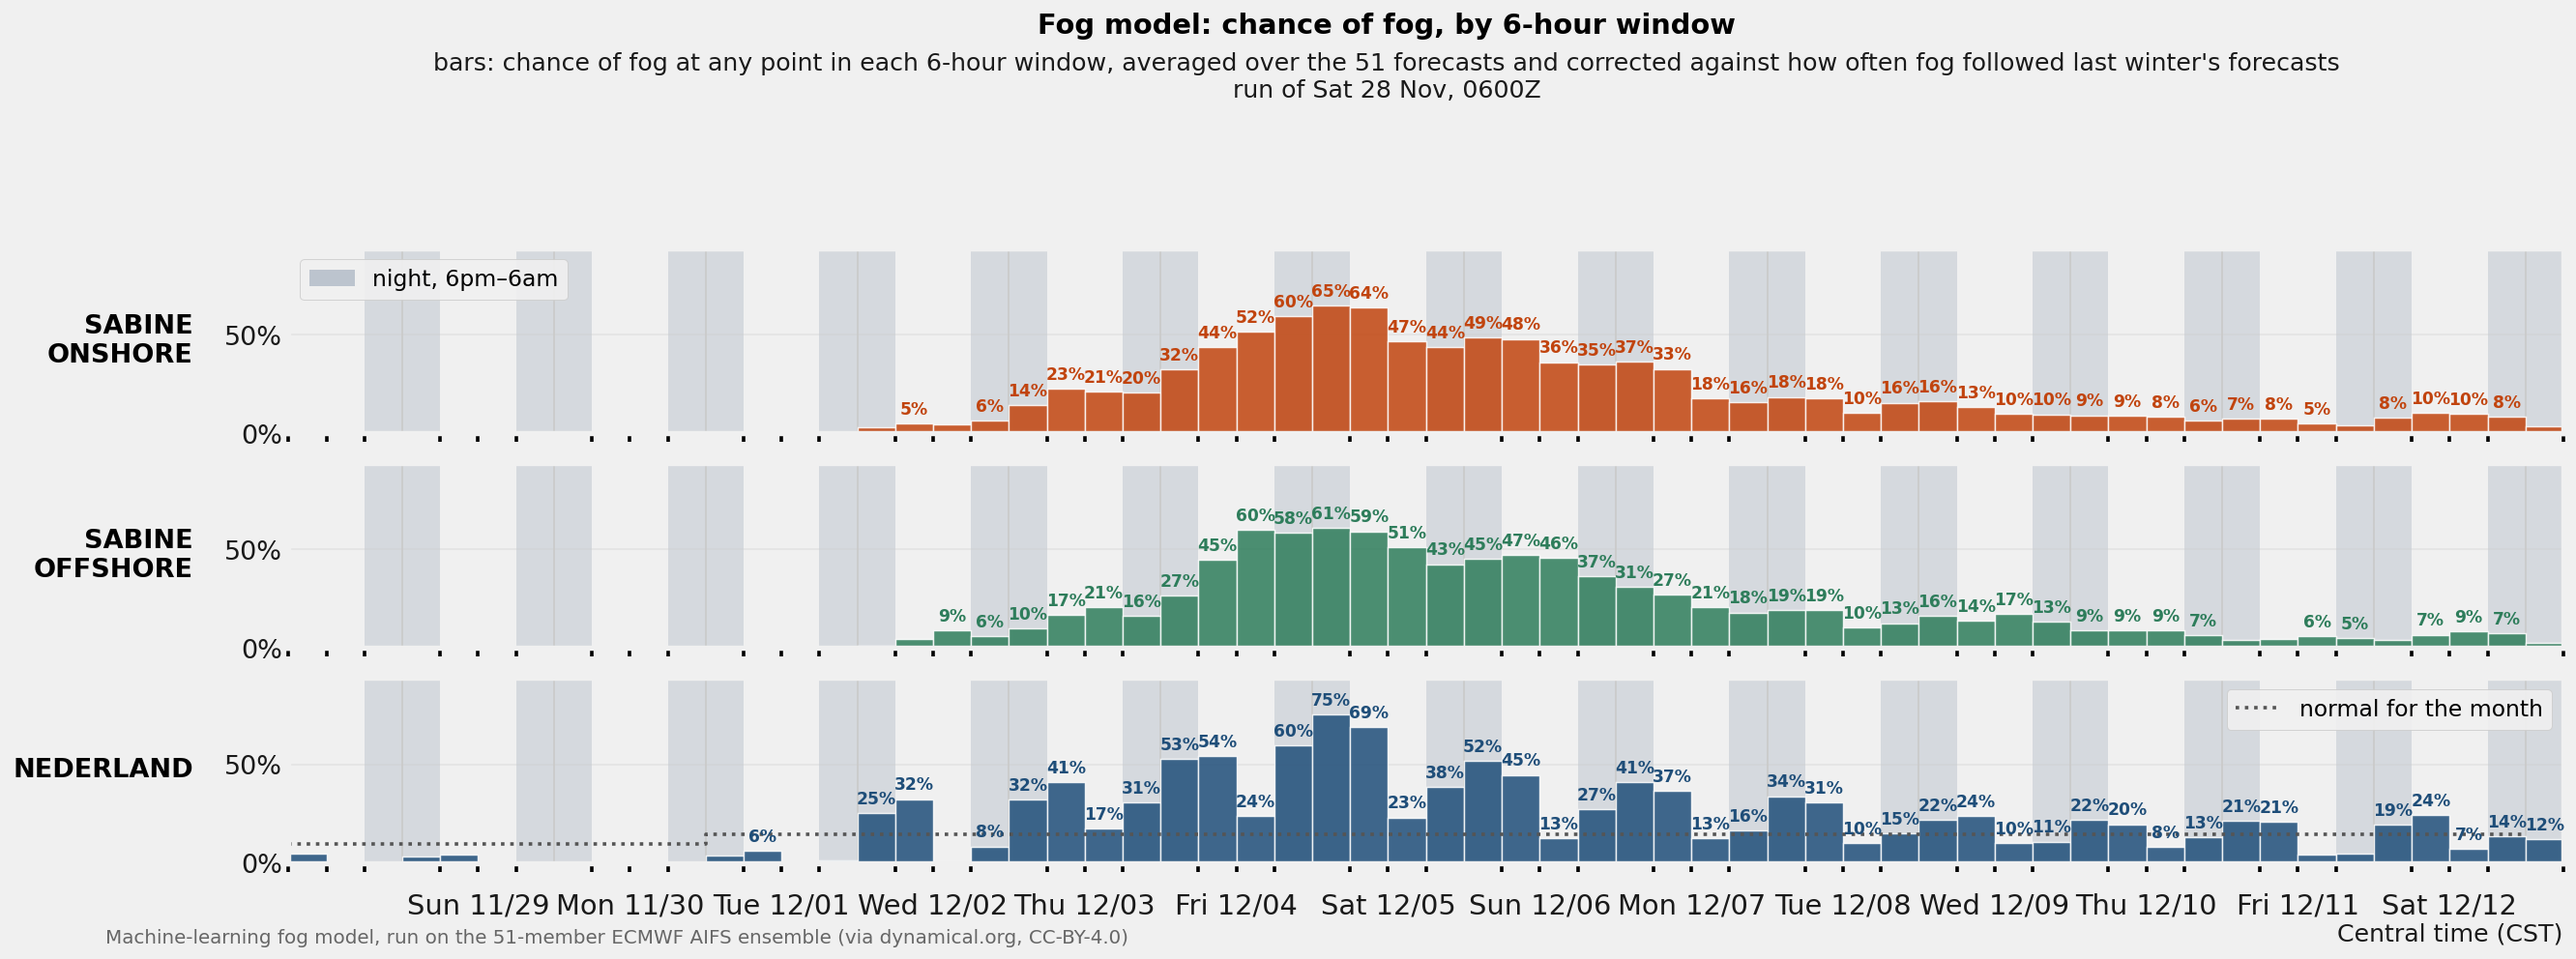 Fog model: chance of fog, by 6-hour window
bars: chance of fog at any point in each 6-hour window, averaged over the 51 forecasts and corrected against how often fog followed last winter's forecasts
run of Sat 28 Nov, 0600Z
night, 6pm–6am
SABINE
ONSHORE
50%
0%
5% 6% 14% 23% 21% 20% 32% 44% 52% 60% 65% 64% 47% 44% 49% 48% 36% 35% 37% 33% 18% 16% 18% 18% 10% 16% 16% 13% 10% 10% 9% 9% 8% 6% 7% 8% 5% 8% 10% 10% 8%
SABINE
OFFSHORE
50%
0%
9% 6% 10% 17% 21% 16% 27% 45% 60% 58% 61% 59% 51% 43% 45% 47% 46% 37% 31% 27% 21% 18% 19% 19% 10% 13% 16% 14% 17% 13% 9% 9% 9% 7% 6% 5% 7% 9% 7%
normal for the month
NEDERLAND
50%
0%
6% 25% 32% 8% 32% 41% 17% 31% 53% 54% 24% 60% 75% 69% 23% 38% 52% 45% 13% 27% 41% 37% 13% 16% 34% 31% 10% 15% 22% 24% 10% 11% 22% 20% 8% 13% 21% 21% 19% 24% 7% 14% 12%
Sun 11/29 Mon 11/30 Tue 12/01 Wed 12/02 Thu 12/03 Fri 12/04 Sat 12/05 Sun 12/06 Mon 12/07 Tue 12/08 Wed 12/09 Thu 12/10 Fri 12/11 Sat 12/12
Central time (CST)
Machine-learning fog model, run on the 51-member ECMWF AIFS ensemble (via dynamical.org, CC-BY-4.0)